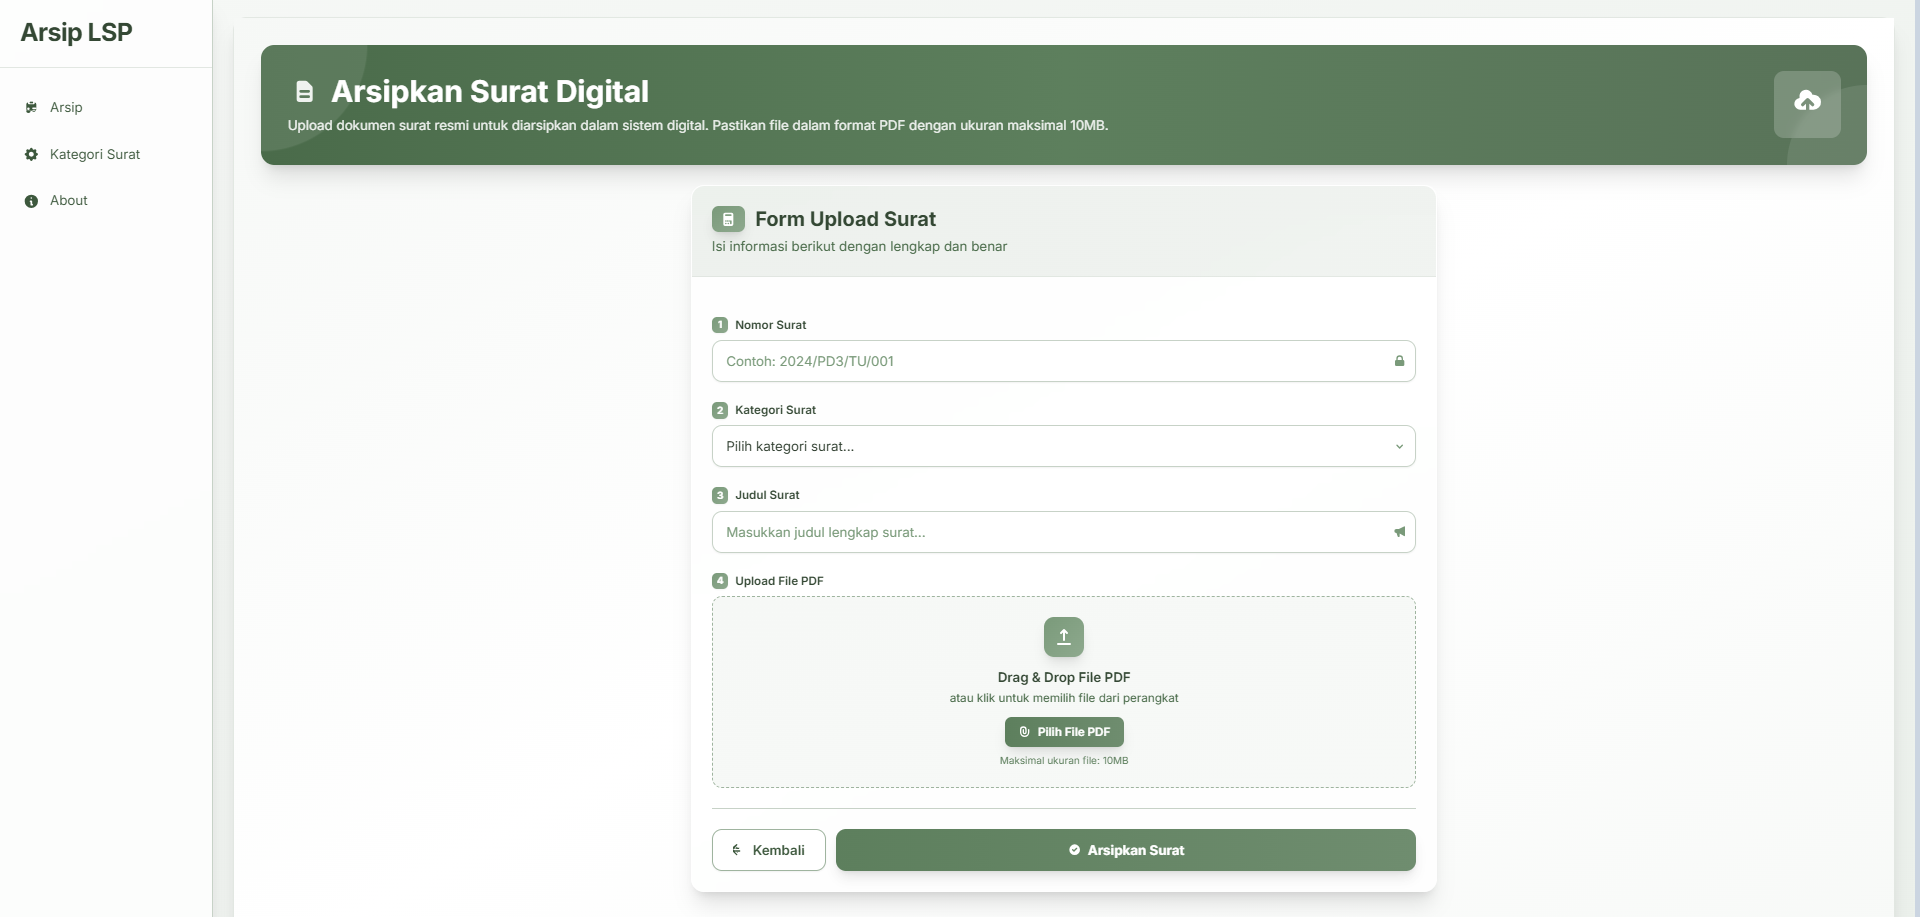 Arsip LSP
Arsip
Kategori Surat
About
Arsipkan Surat Digital
Upload dokumen surat resmi untuk diarsipkan dalam sistem digital. Pastikan file dalam format PDF dengan ukuran maksimal 10MB.
Form Upload Surat
Isi informasi berikut dengan lengkap dan benar
1 Nomor Surat
Contoh: 2024/PD3/TU/001
2 Kategori Surat
Pilih kategori surat...
3 Judul Surat
Masukkan judul lengkap surat...
4 Upload File PDF
Drag & Drop File PDF
atau klik untuk memilih file dari perangkat
Pilih File PDF
Maksimal ukuran file: 10MB
Kembali
Arsipkan Surat